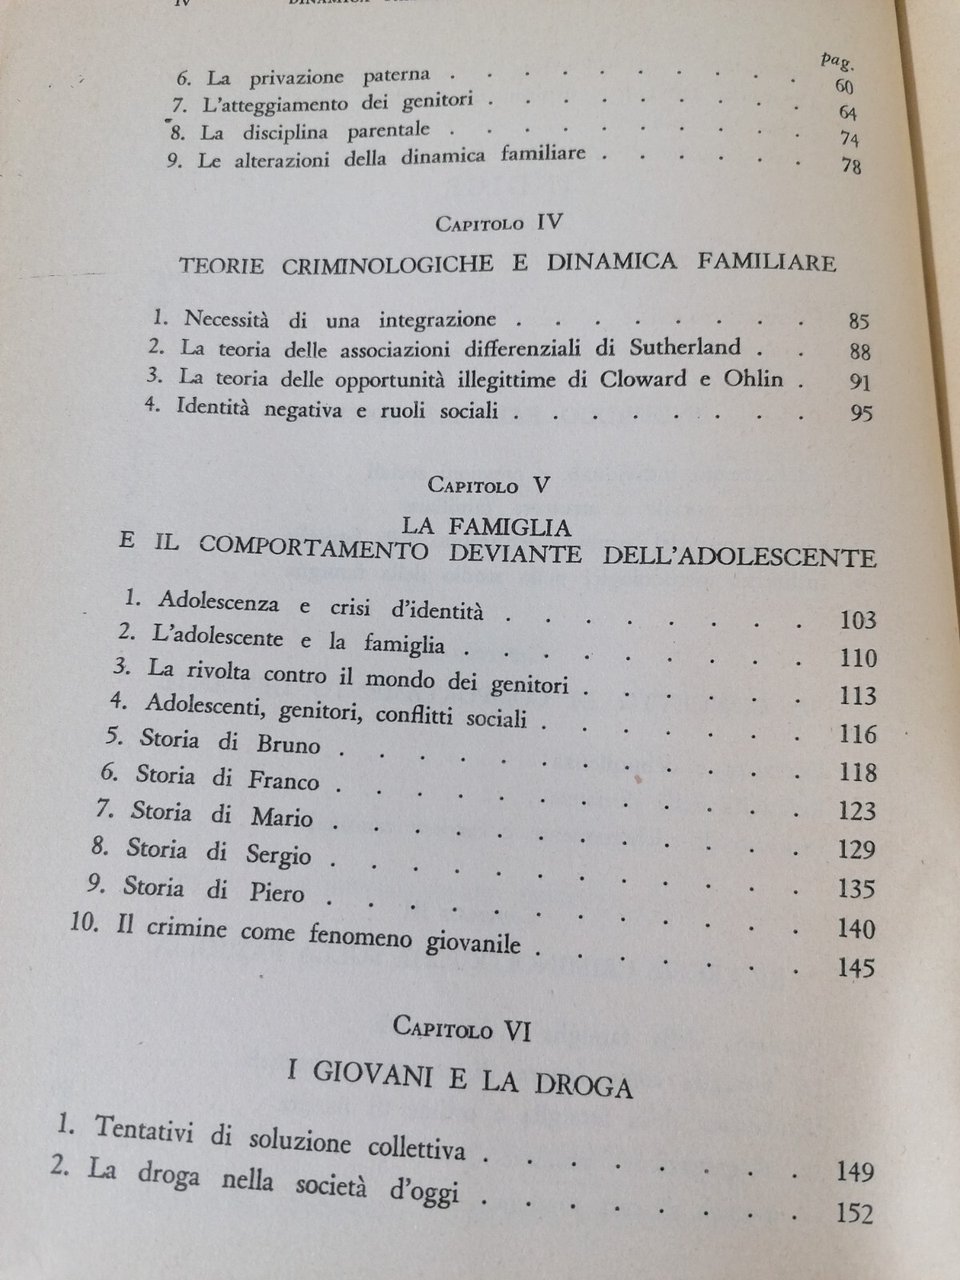 IV DINAMICA
pag.
6. La privazione paterna . . . . . . . . . 60
7. L'atteggiamento dei genitori . . . . . . . . 64
8. La disciplina parentale . . . . . . . . . 74
9. Le alterazioni della dinamica familiare . . . . . . 78
CAPITOLO IV
TEORIE CRIMINOLOGICHE E DINAMICA FAMILIARE
1. Necessità di una integrazione . . . . . . . . 85
2. La teoria delle associazioni differenziali di Sutherland . . 88
3. La teoria delle opportunità illegittime di Cloward e Ohlin . 91
4. Identità negativa e ruoli sociali . . . . . . . . 95
CAPITOLO V
LA FAMIGLIA
E IL COMPORTAMENTO DEVIANTE DELL'ADOLESCENTE
1. Adolescenza e crisi d'identità . . . . . . . . 103
2. L'adolescente e la famiglia . . . . . . . . . 110
3. La rivolta contro il mondo dei genitori . . . . . . 113
4. Adolescenti, genitori, conflitti sociali . . . . . . . 116
5. Storia di Bruno . . . . . . . . . . . . 118
6. Storia di Franco . . . . . . . . . . . . 123
7. Storia di Mario . . . . . . . . . . . . 129
8. Storia di Sergio . . . . . . . . . . . . 135
9. Storia di Piero . . . . . . . . . . . . 140
10. Il crimine come fenomeno giovanile . . . . . . . 145
CAPITOLO VI
I GIOVANI E LA DROGA
1. Tentativi di soluzione collettiva . . . . . . . . 149
2. La droga nella società d'oggi . . . . . . . . 152